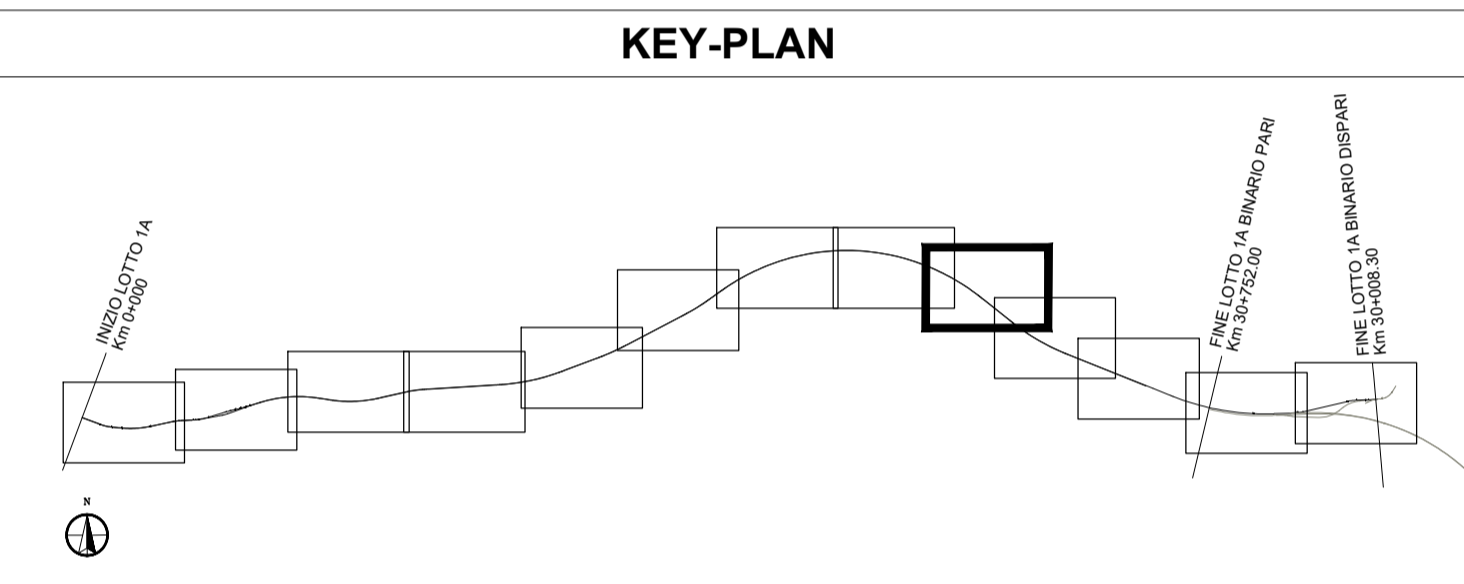 KEY-PLAN
INIZIO LOTTO 1A
Km 0+000
FINE LOTTO 1A BINARIO PARI
Km 30+752.00
FINE LOTTO 1A BINARIO DISPARI
Km 30+008.30
N